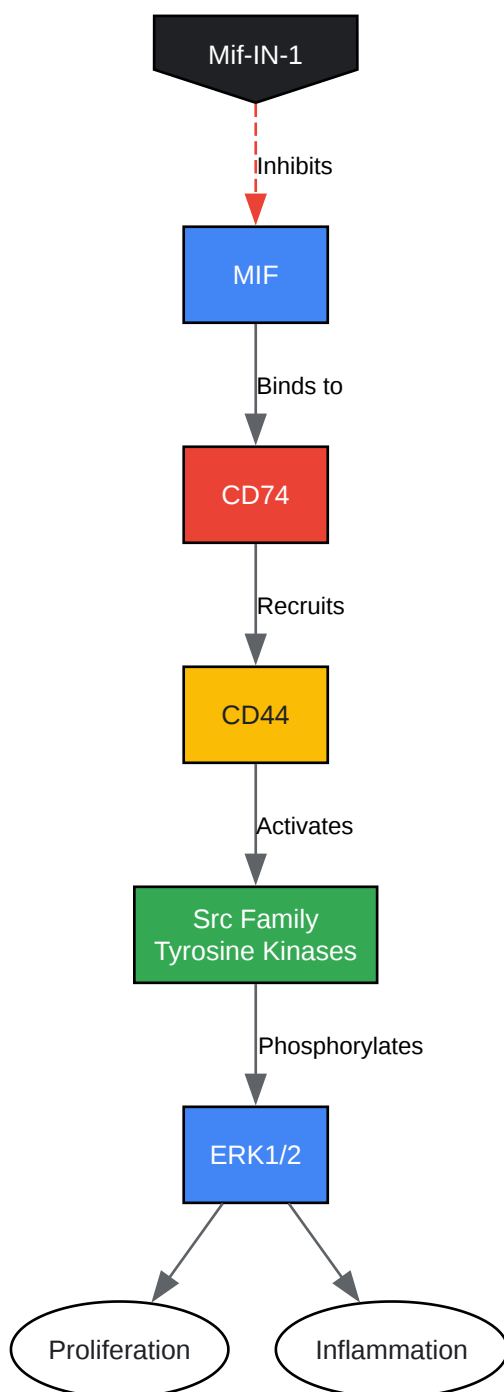 Mif-IN-1
Inhibits
MIF
Binds to
CD74
Recruits
CD44
Activates
Src Family
Tyrosine Kinases
Phosphorylates
ERK1/2
Proliferation
Inflammation